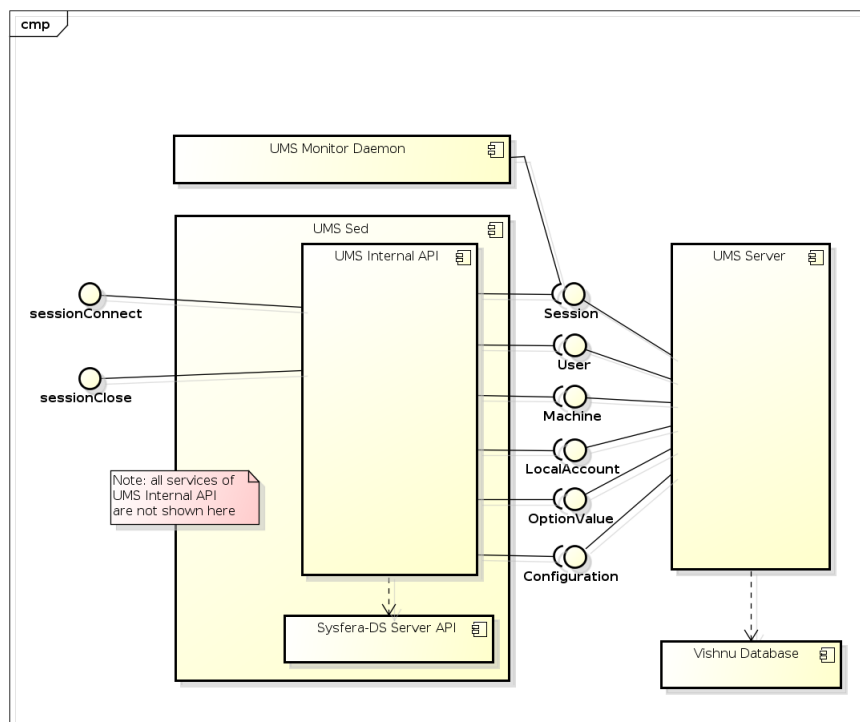 cmp
UMS Monitor Daemon
UMS Sed
UMS Internal API
UMS Server
sessionConnect
Session
User
sessionClose
Machine
LocalAccount
Note: all services of
UMS Internal API
are not shown here
OptionValue
Configuration
Sysfera-DS Server API
Vishnu Database